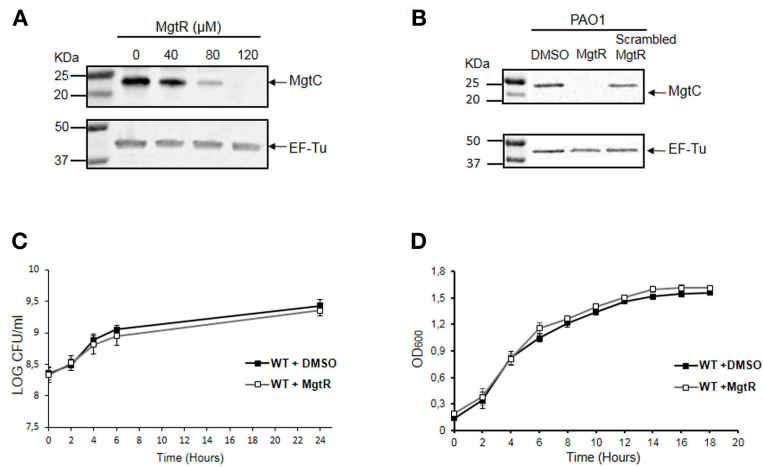 A
MgtR (µM)
KDa
0 40 80 120
25
20
MgtC
50
37
EF-Tu
B
PAO1
KDa
DMSO MgtR Scrambled MgtR
25
20
MgtC
50
37
EF-Tu
C
LOG CFU/ml
10
9,5
9
8,5
8
7,5
0 2 4 6 8 10 12 14 16 18 20 22 24
Time (Hours)
WT + DMSO
WT + MgtR
D
OD600
1,8
1,5
1,2
0,9
0,6
0,3
0
0 2 4 6 8 10 12 14 16 18 20
Time (Hours)
WT +DMSO
WT +MgtR